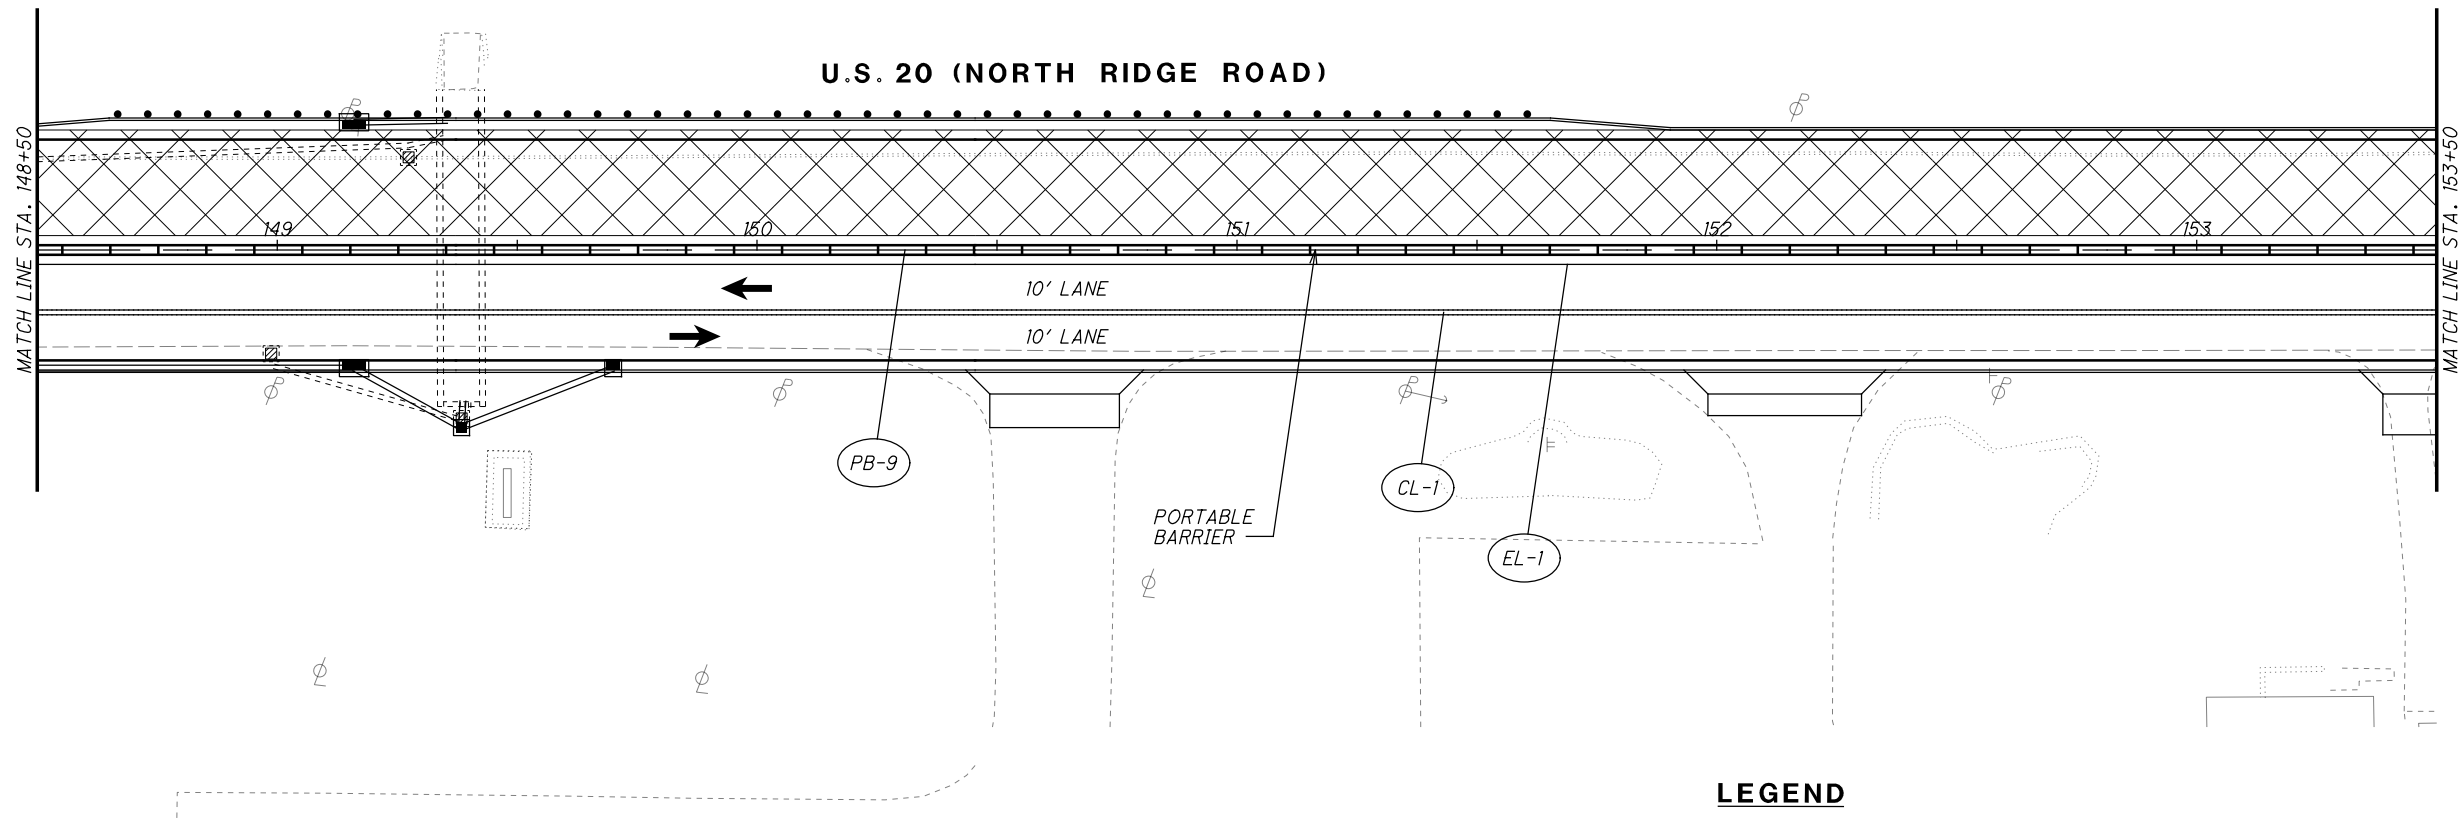 U.S. 20 (NORTH RIDGE ROAD)
MATCH LINE STA. 148+50
MATCH LINE STA. 153+50
149
150
151
152
153
10' LANE
10' LANE
PB-9
CL-1
PORTABLE
BARRIER
EL-1
LEGEND